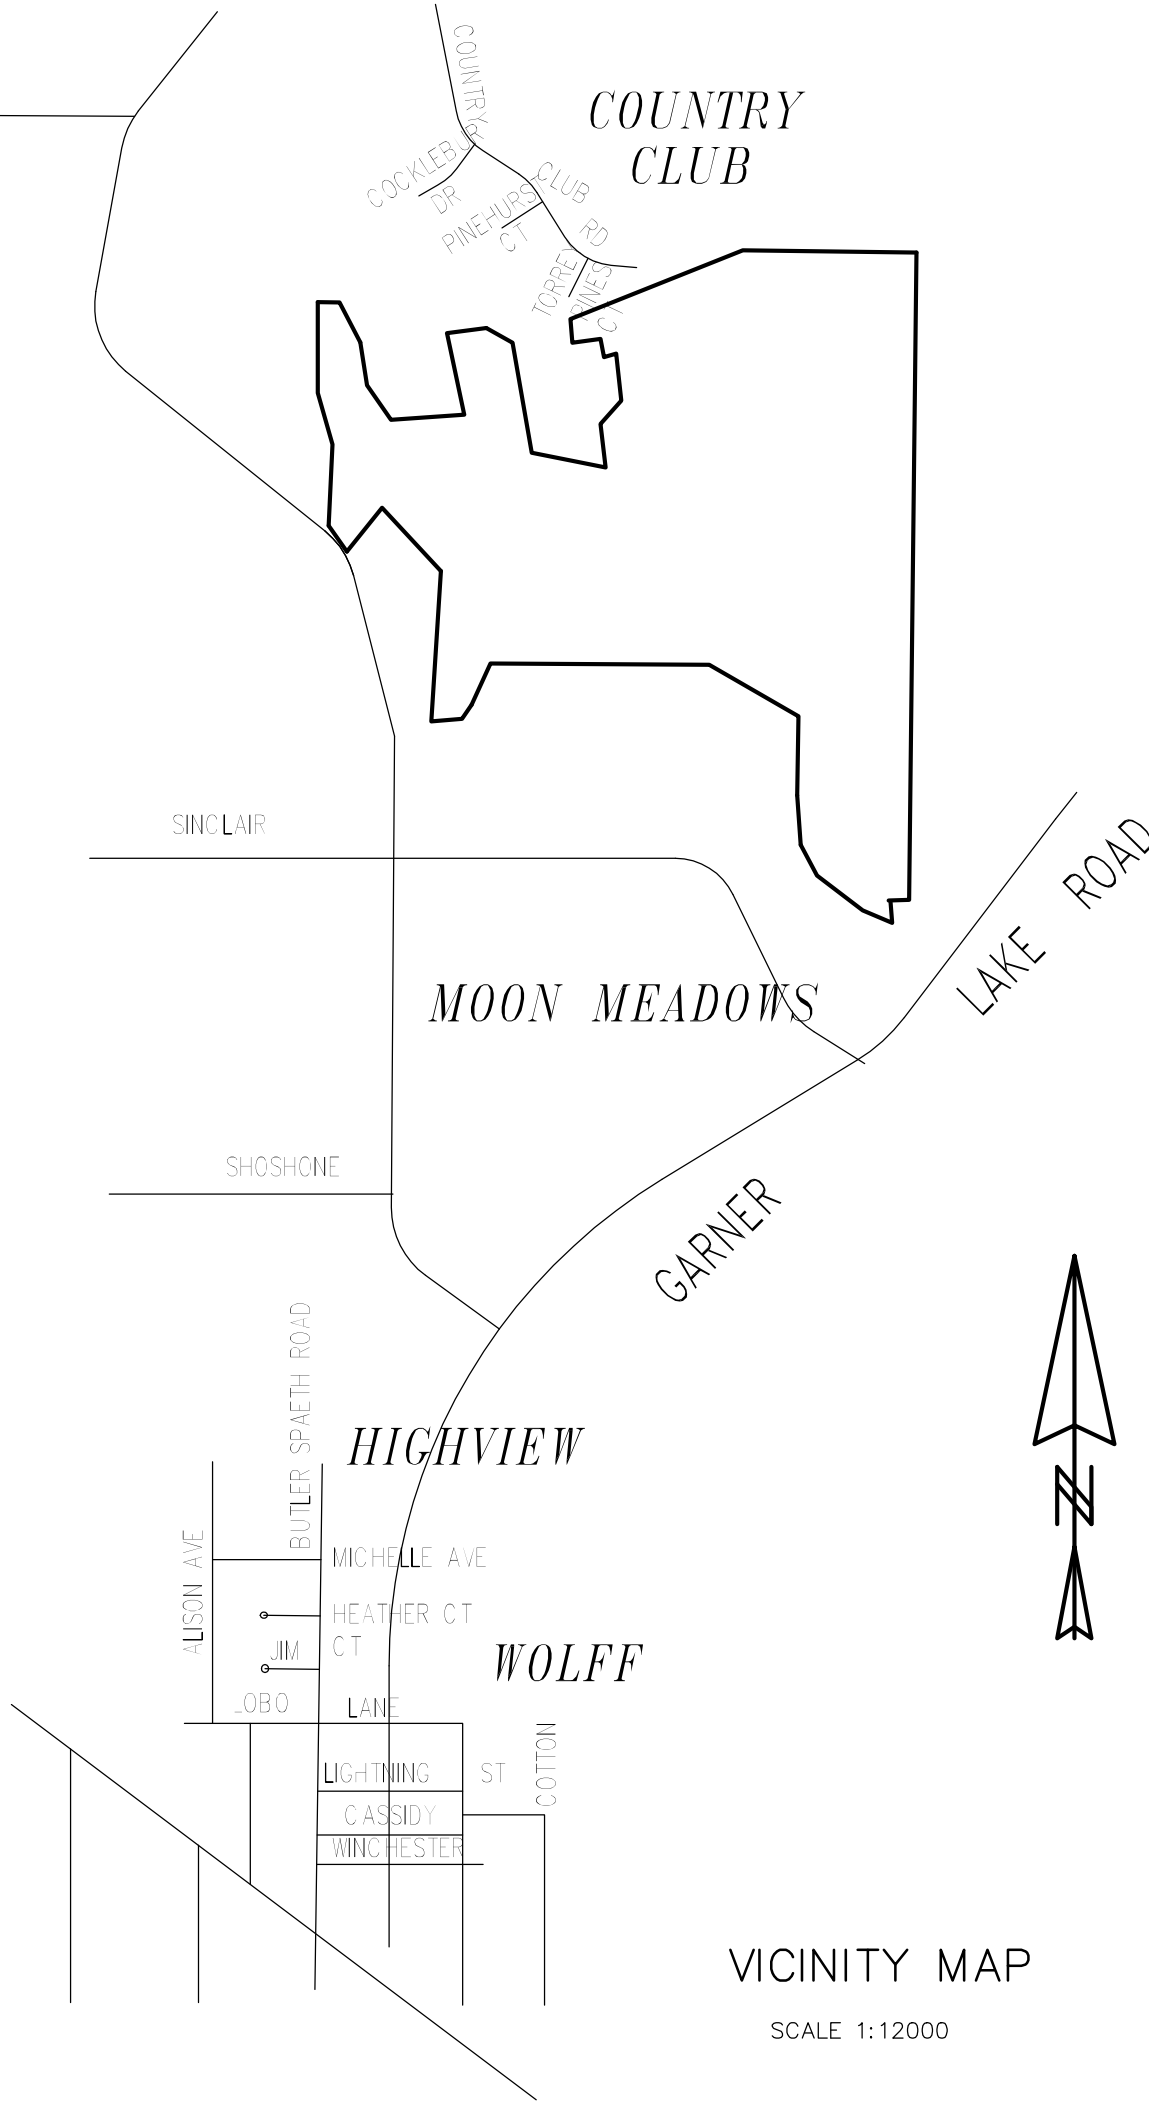 COUNTRY
CLUB
RD
COUNTRY
CLUB
COCKLEBURY
DR
PINEHURST
CT
TORREY
PINES
CT
SINCLAIR
MOON MEADOWS
GARNER LAKE ROAD
SHOSHONE
BUTLER SPAETH ROAD
HIGHVIEW
ALISON AVE
MICHELLE AVE
HEATHER CT
JIM CT
WOLFF
LOBO LANE
LIGHTNING ST
COTTON
CASSIDY
WINCHESTER
N
VICINITY MAP
SCALE 1:12000